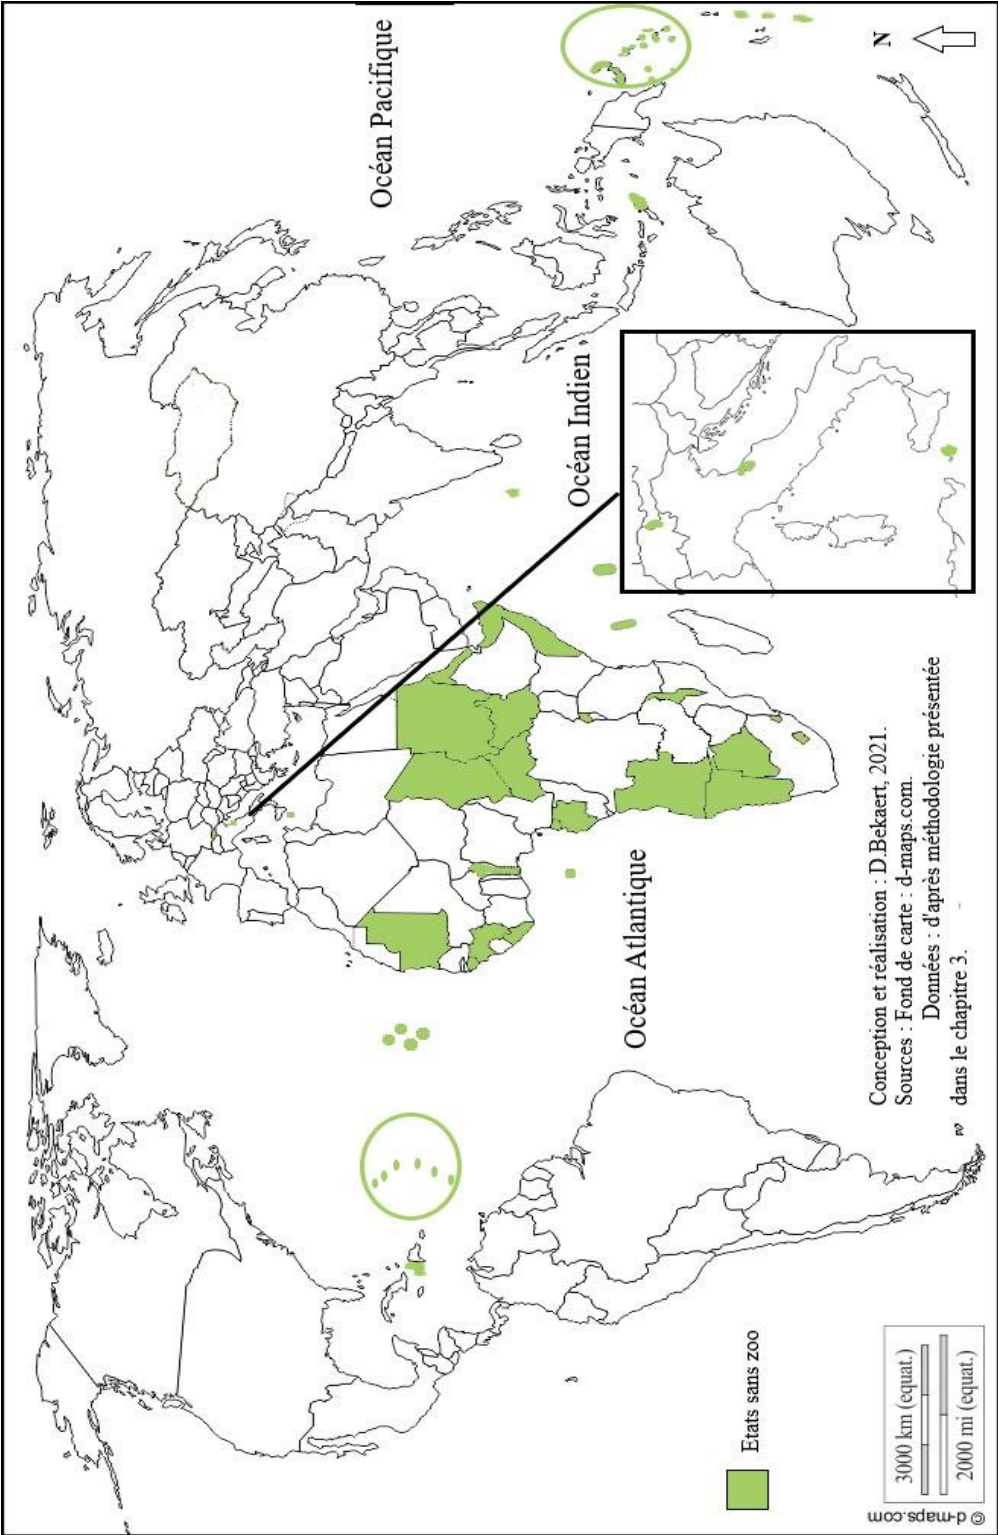 Océan Pacifique
N
Océan Indien
Océan Atlantique
Etats sans zoo
3000 km (equat.)
2000 mi (equat.)
© d-maps.com
Conception et réalisation : D.Bekaert, 2021.
Sources : Fond de carte : d-maps.com.
Données : d'après méthodologie présentée
dans le chapitre 3.